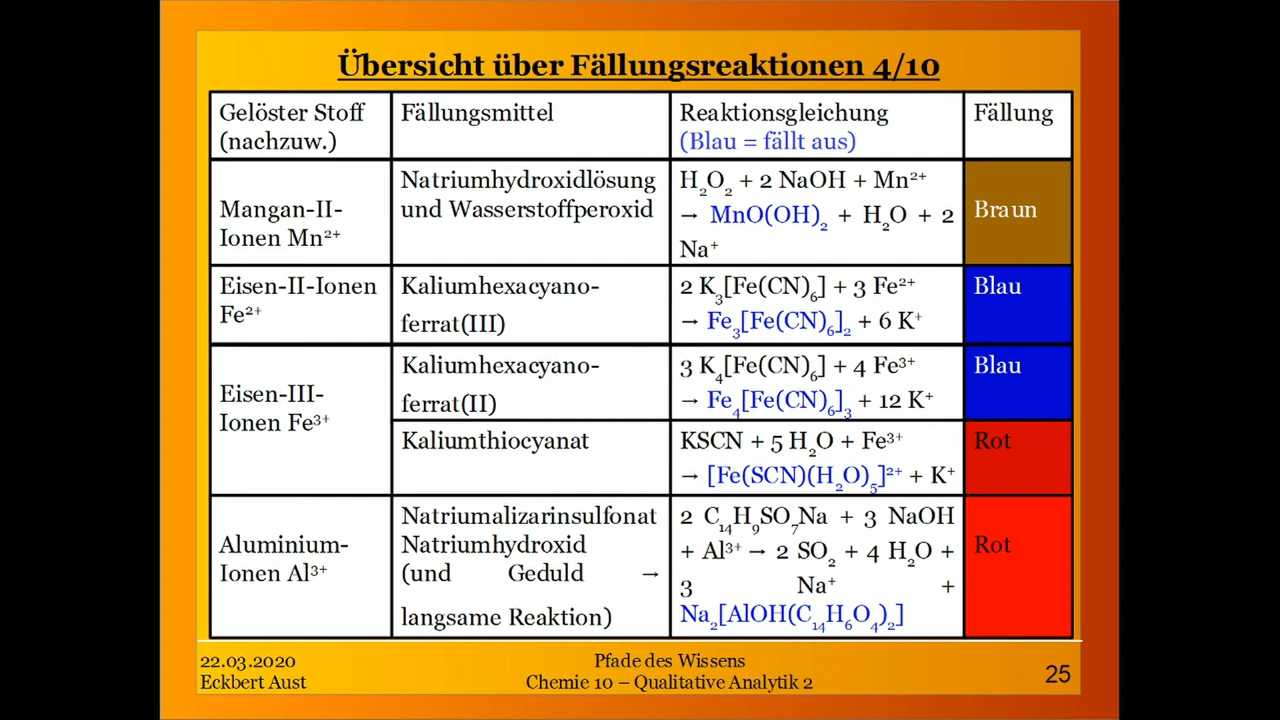 Übersicht über Fällungsreaktionen 4/10
Gelöster Stoff
(nachzuw.)
Fällungsmittel
Reaktionsgleichung
(Blau = fällt aus)
Fällung
Mangan-II-
Ionen Mn²⁺
Natriumhydroxidlösung
und Wasserstoffperoxid
H₂O₂ + 2 NaOH + Mn²⁺
→ MnO(OH)₂ + H₂O + 2
Na⁺
Braun
Eisen-II-Ionen
Fe²⁺
Kaliumhexacyano-
ferrat(III)
2 K₃[Fe(CN)₆] + 3 Fe²⁺
→ Fe₃[Fe(CN)₆]₂ + 6 K⁺
Blau
Eisen-III-
Ionen Fe³⁺
Kaliumhexacyano-
ferrat(II)
3 K₄[Fe(CN)₆] + 4 Fe³⁺
→ Fe₄[Fe(CN)₆]₃ + 12 K⁺
Blau
Kaliumthiocyanat
KSCN + 5 H₂O + Fe³⁺
→ [Fe(SCN)(H₂O)₅]²⁺ + K⁺
Rot
Aluminium-
Ionen Al³⁺
Natriumalizarinsulfonat
Natriumhydroxid
(und Geduld →
langsame Reaktion)
2 C₁₄H₉SO₇Na + 3 NaOH
+ Al³⁺ → 2 SO₂ + 4 H₂O +
3 Na⁺ +
Na₂[AlOH(C₁₄H₆O₄)₂]
Rot
22.03.2020
Eckbert Aust
Pfade des Wissens
Chemie 10 – Qualitative Analytik 2
25